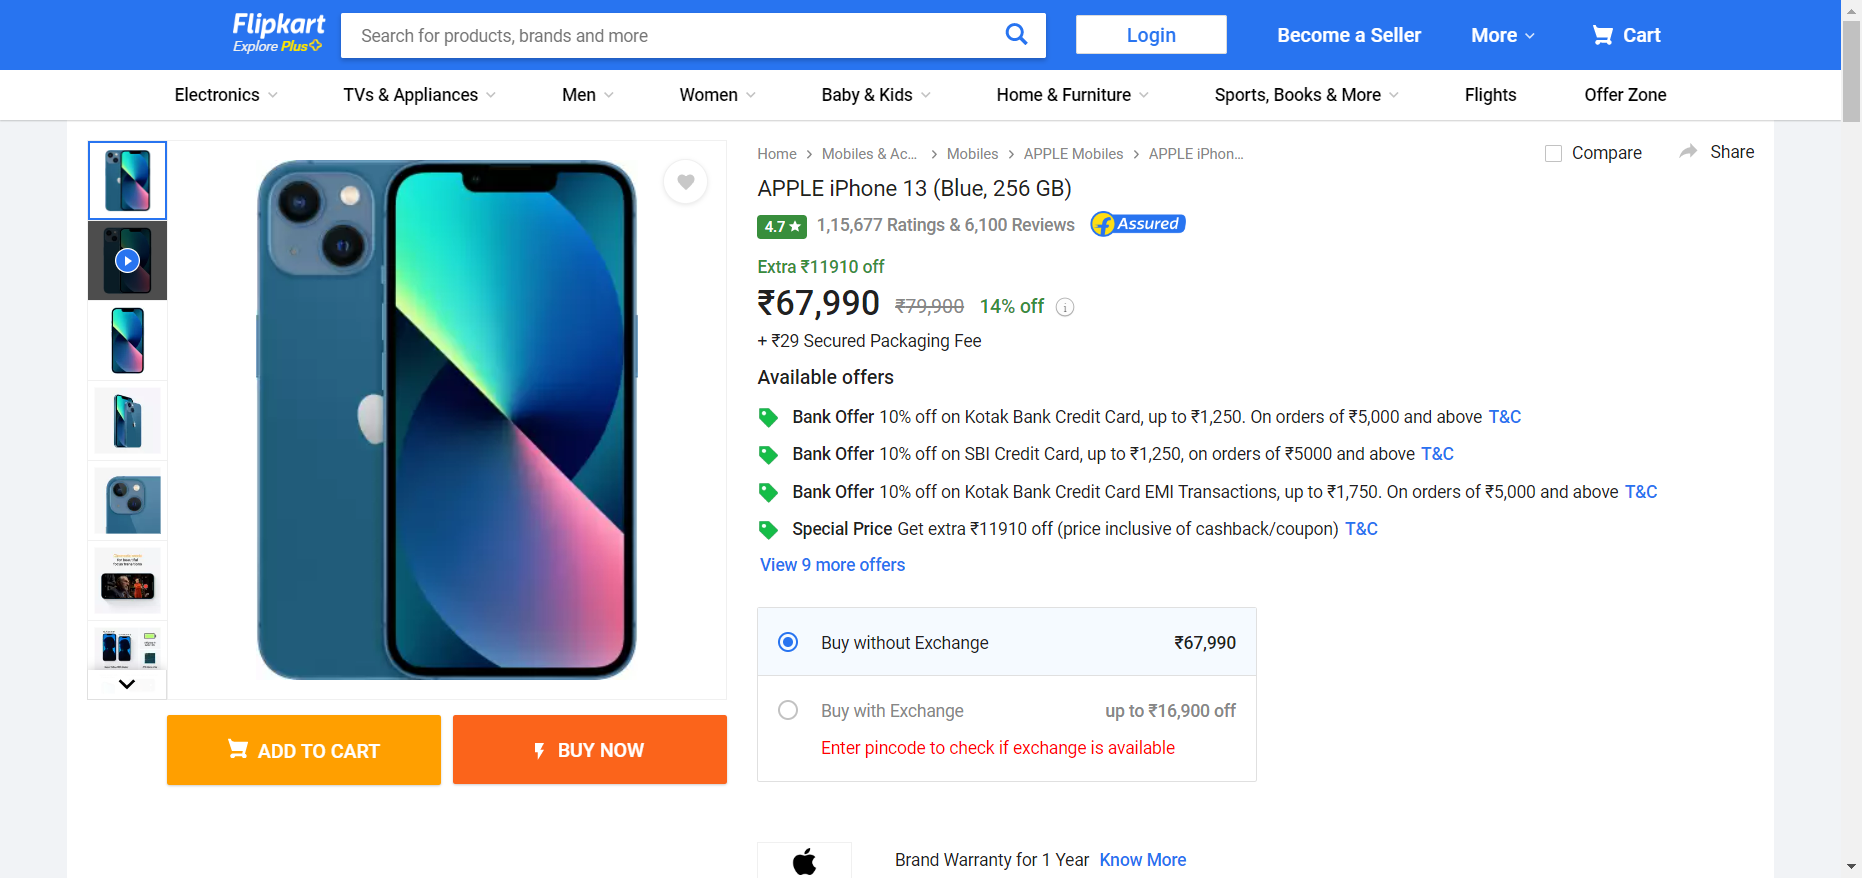 Flipkart
Explore Plus
Search for products, brands and more
Login
Become a Seller
More
Cart
Electronics
TVs & Appliances
Men
Women
Baby & Kids
Home & Furniture
Sports, Books & More
Flights
Offer Zone
Home
Mobiles & Ac...
Mobiles
APPLE Mobiles
APPLE iPhon...
Compare
Share
APPLE iPhone 13 (Blue, 256 GB)
4.7 ★ 1,15,677 Ratings & 6,100 Reviews
f Assured
Extra ₹11910 off
₹67,990 ₹79,900 14% off i
+ ₹29 Secured Packaging Fee
Available offers
Bank Offer 10% off on Kotak Bank Credit Card, up to ₹1,250. On orders of ₹5,000 and above T&C
Bank Offer 10% off on SBI Credit Card, up to ₹1,250, on orders of ₹5000 and above T&C
Bank Offer 10% off on Kotak Bank Credit Card EMI Transactions, up to ₹1,750. On orders of ₹5,000 and above T&C
Special Price Get extra ₹11910 off (price inclusive of cashback/coupon) T&C
View 9 more offers
Buy without Exchange ₹67,990
Buy with Exchange up to ₹16,900 off
Enter pincode to check if exchange is available
ADD TO CART
BUY NOW
Brand Warranty for 1 Year Know More